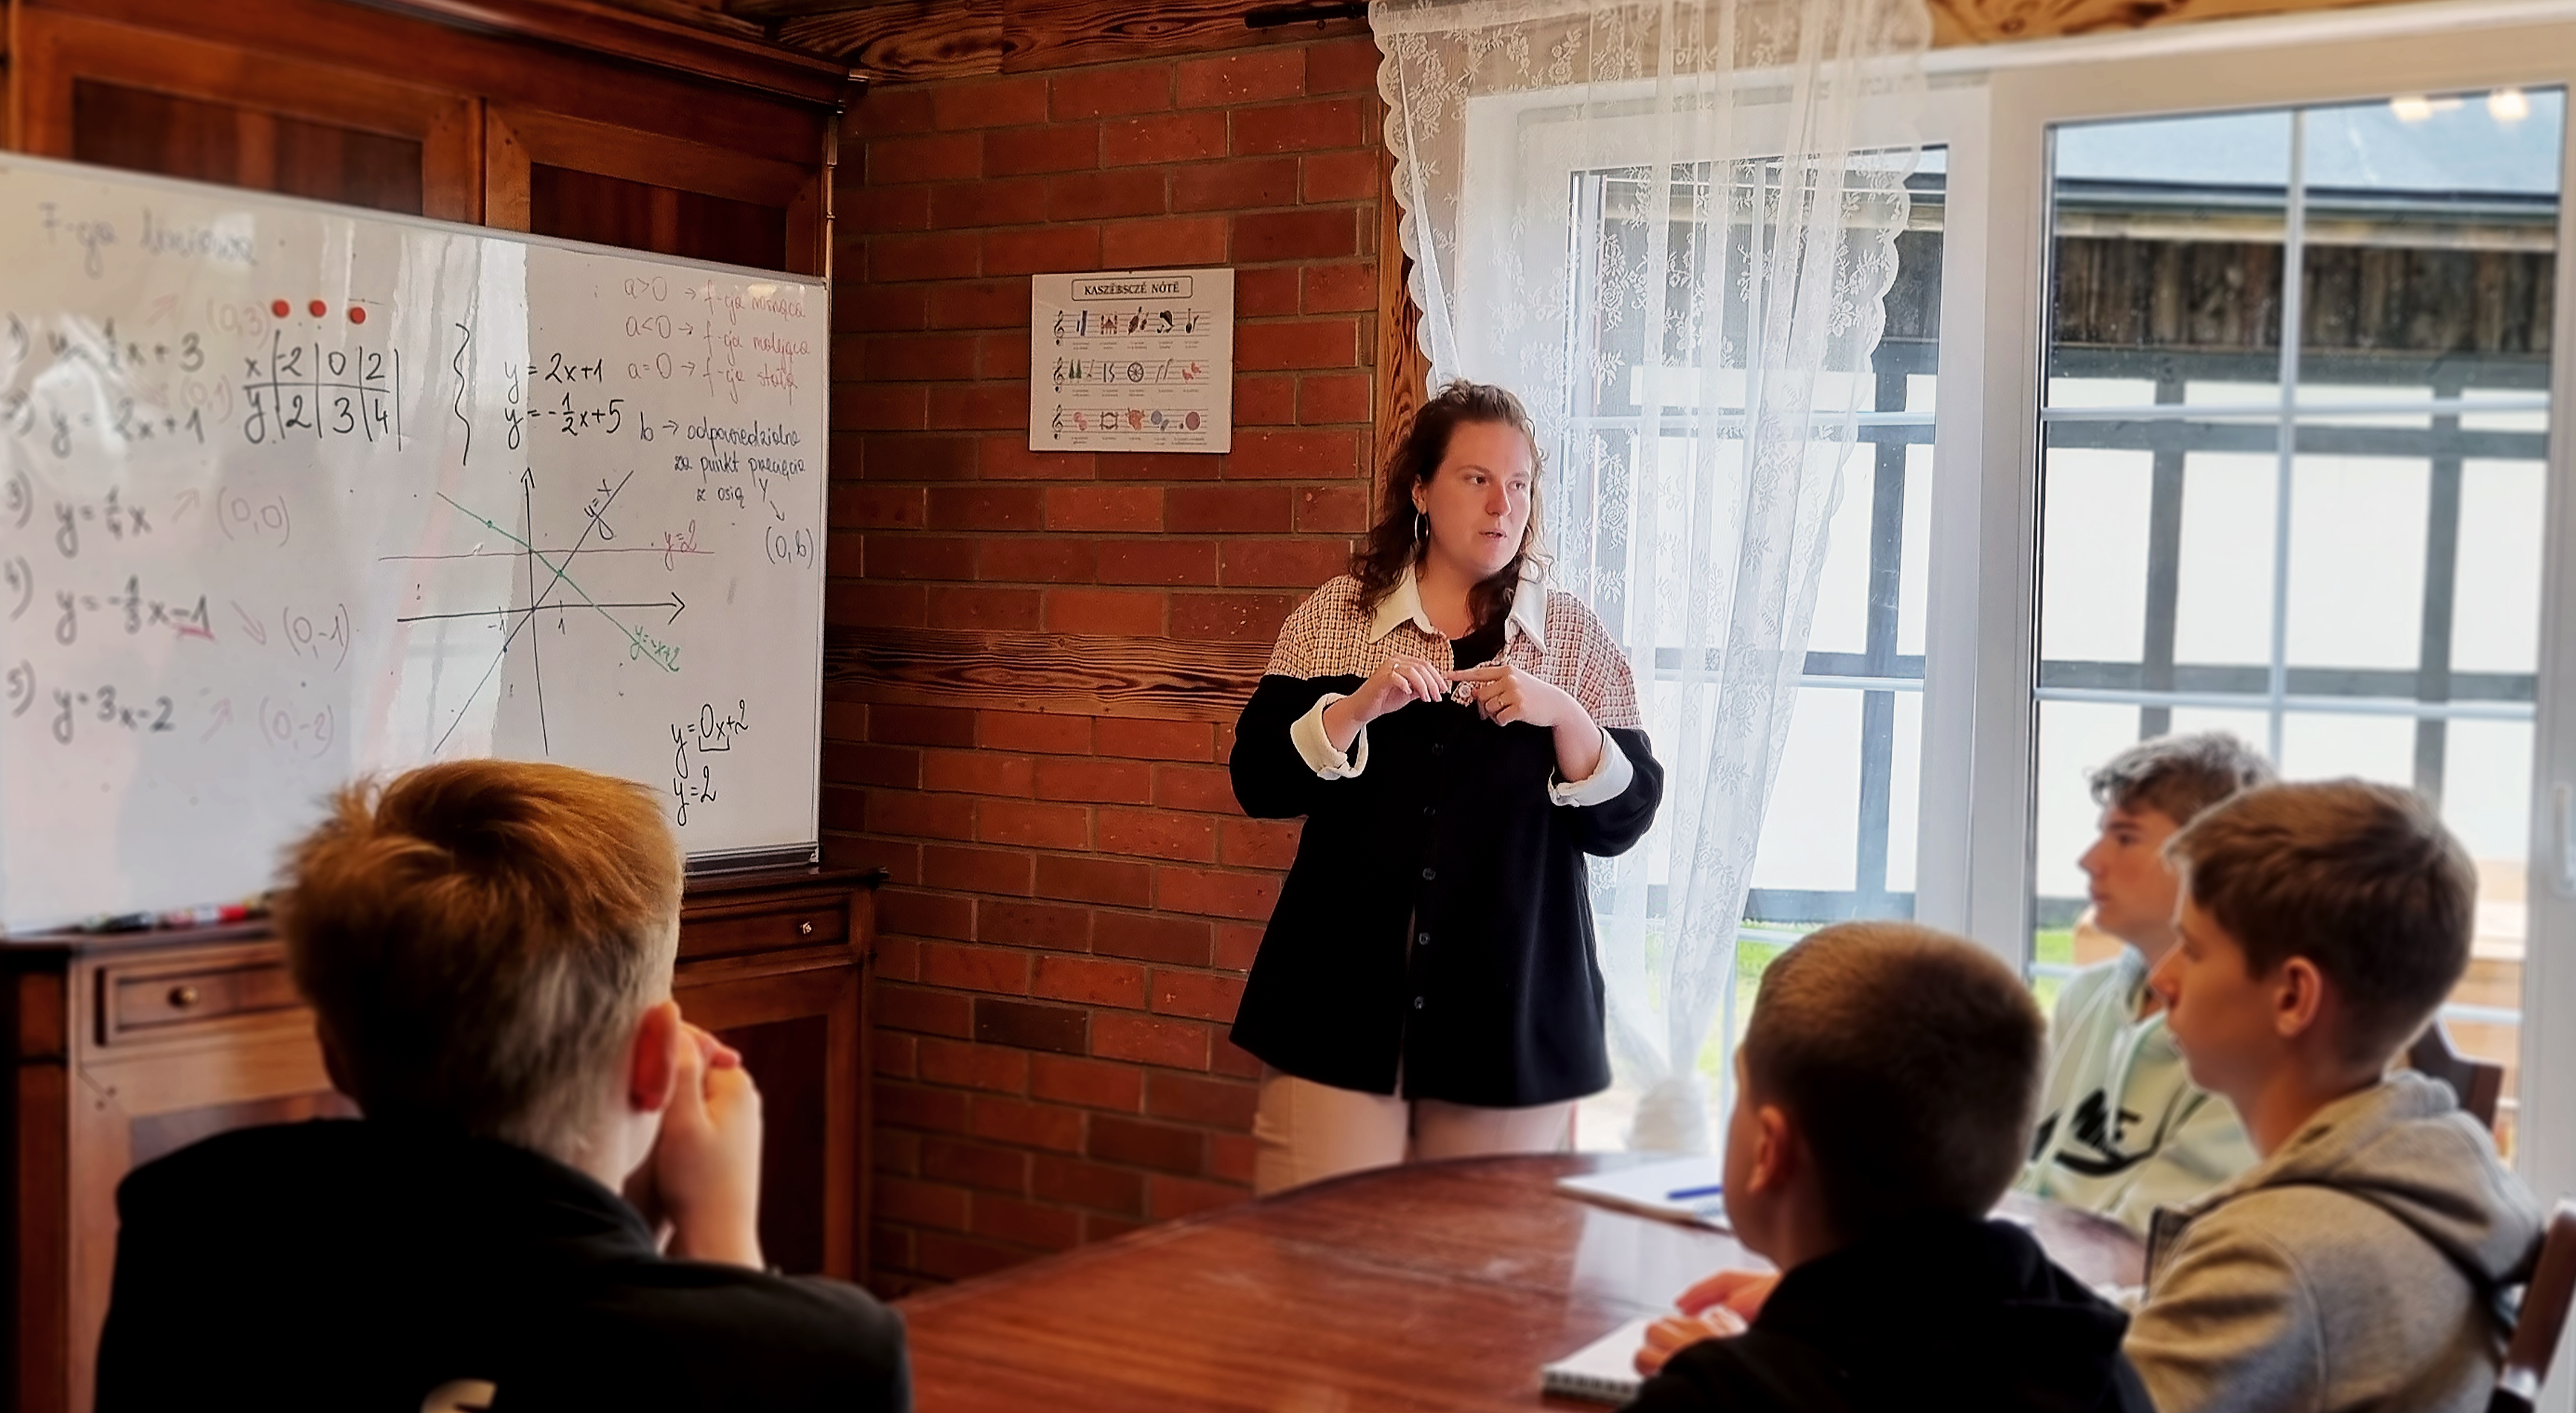 F-cja liniowa
1) y = ½x + 3 ↗ (0,3)
2) y = 2x + 1 ↗ (0,1)
3) y = ¼x ↗ (0,0)
4) y = -⅓x - 1 ↘ (0,-1)
5) y = 3x - 2 ↗ (0,-2)
x | -2 | 0 | 2
y | 2 | 3 | 4
y = 2x+1
y = -½x+5
a>0 → f-cja rosnąca
a<0 → f-cja malejąca
a=0 → f-cja stała
b → odpowiedzialne
za punkt przecięcia
z osią Y
(0,b)
y=x
y=2
-1 1
y=-x+2
y=0x+2
y=2
KASZËBSCZÉ NÓTË
NIKE